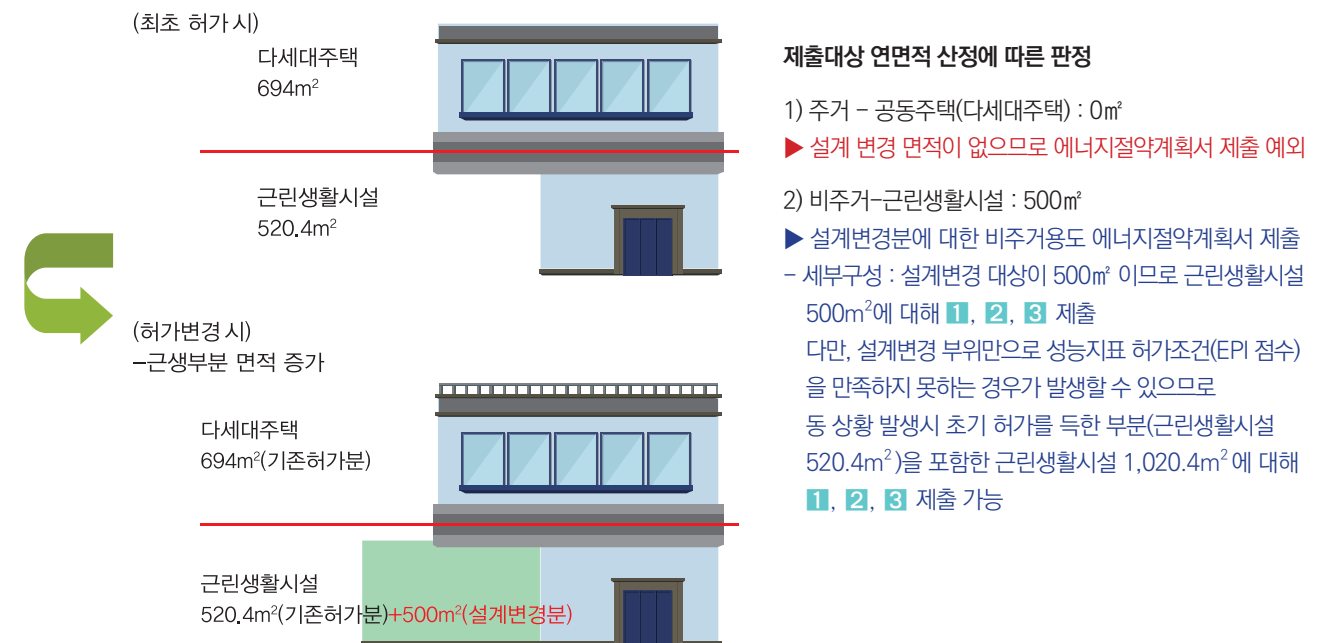 (최초 허가 시)
다세대주택
694m²
근린생활시설
520.4m²
(허가변경 시)
–근생부분 면적 증가
다세대주택
694m²(기존허가분)
근린생활시설
520.4m²(기존허가분)+500m²(설계변경분)
제출대상 연면적 산정에 따른 판정
1) 주거 – 공동주택(다세대주택) : 0㎡
▶ 설계 변경 면적이 없으므로 에너지절약계획서 제출 예외
2) 비주거–근린생활시설 : 500㎡
▶ 설계변경분에 대한 비주거용도 에너지절약계획서 제출
– 세부구성 : 설계변경 대상이 500㎡ 이므로 근린생활시설
500m²에 대해 1, 2, 3 제출
다만, 설계변경 부위만으로 성능지표 허가조건(EPI 점수)
을 만족하지 못하는 경우가 발생할 수 있으므로
동 상황 발생시 초기 허가를 득한 부분(근린생활시설
520.4m²)을 포함한 근린생활시설 1,020.4m²에 대해
1, 2, 3 제출 가능